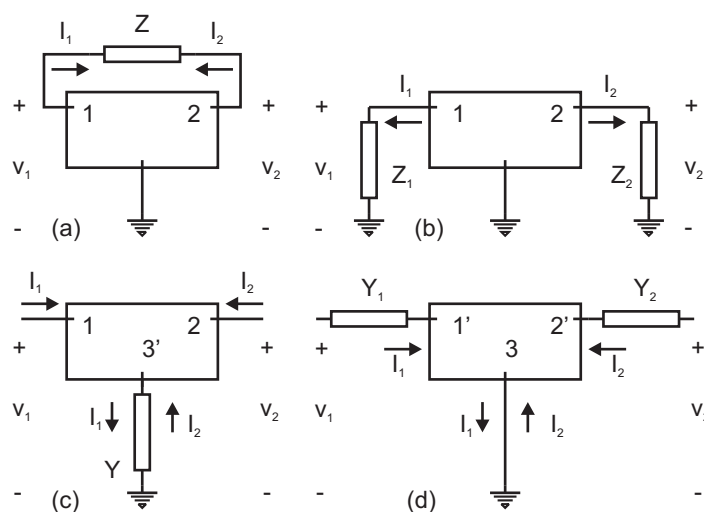 I₁ Z I₂
+ 1 2 +
v₁ v₂
- (a) -
I₁ I₂
+ 1 2 +
v₁ Z₁ Z₂ v₂
- (b) -
I₁ I₂
1 2
+ 3' +
v₁ I₁ I₂ v₂
Y
- (c) -
Y₁ Y₂
1' 2'
+ 3 +
I₁ I₂
v₁ I₁ I₂ v₂
- (d) -